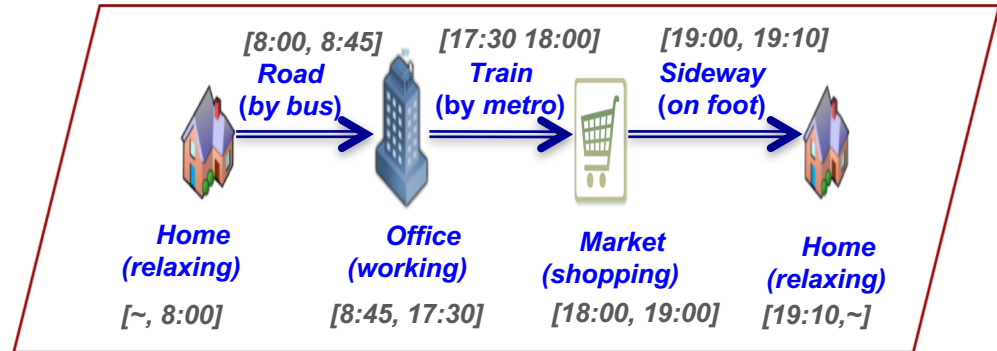 [8:00, 8:45]
Road
(by bus)
[17:30 18:00]
Train
(by metro)
[19:00, 19:10]
Sideway
(on foot)
Home
(relaxing)
[~, 8:00]
Office
(working)
[8:45, 17:30]
Market
(shopping)
[18:00, 19:00]
Home
(relaxing)
[19:10,~]